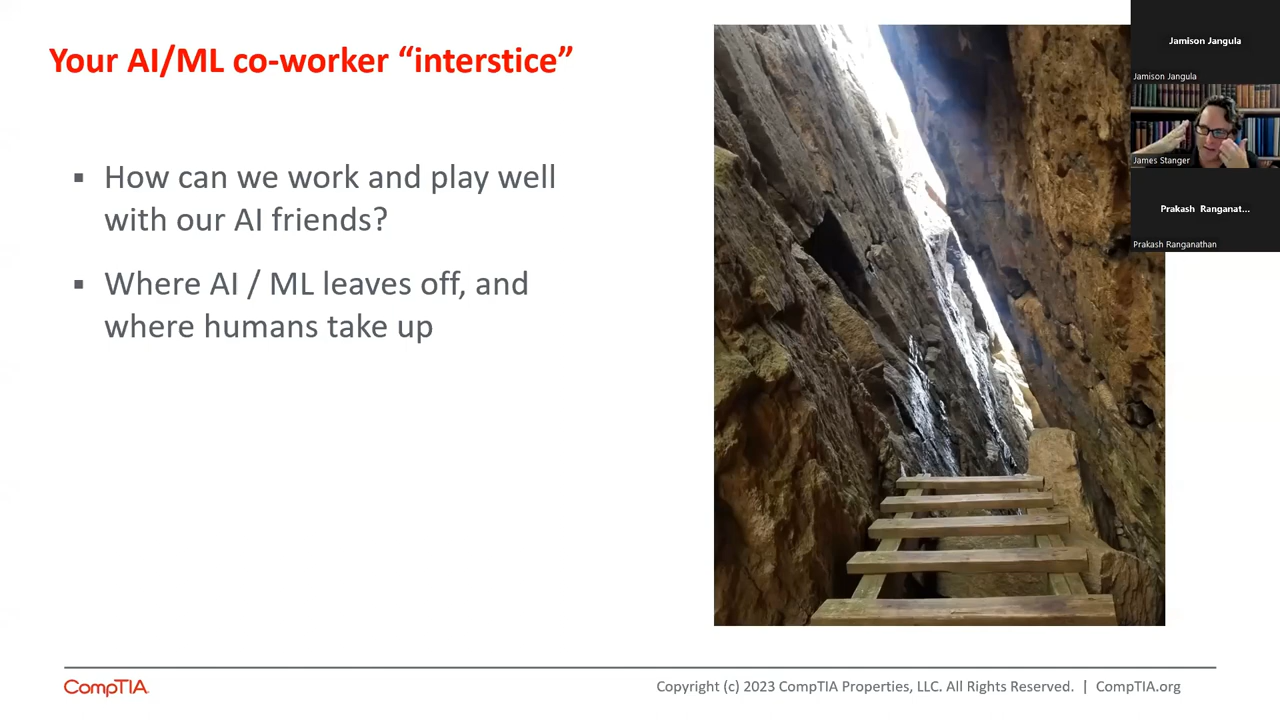 Your AI/ML co-worker “interstice”
▪ How can we work and play well
with our AI friends?
▪ Where AI / ML leaves off, and
where humans take up
Jamison Jangula
Jamison Jangula
James Stanger
Prakash Ranganat...
Prakash Ranganathan
CompTIA.
Copyright (c) 2023 CompTIA Properties, LLC. All Rights Reserved. | CompTIA.org